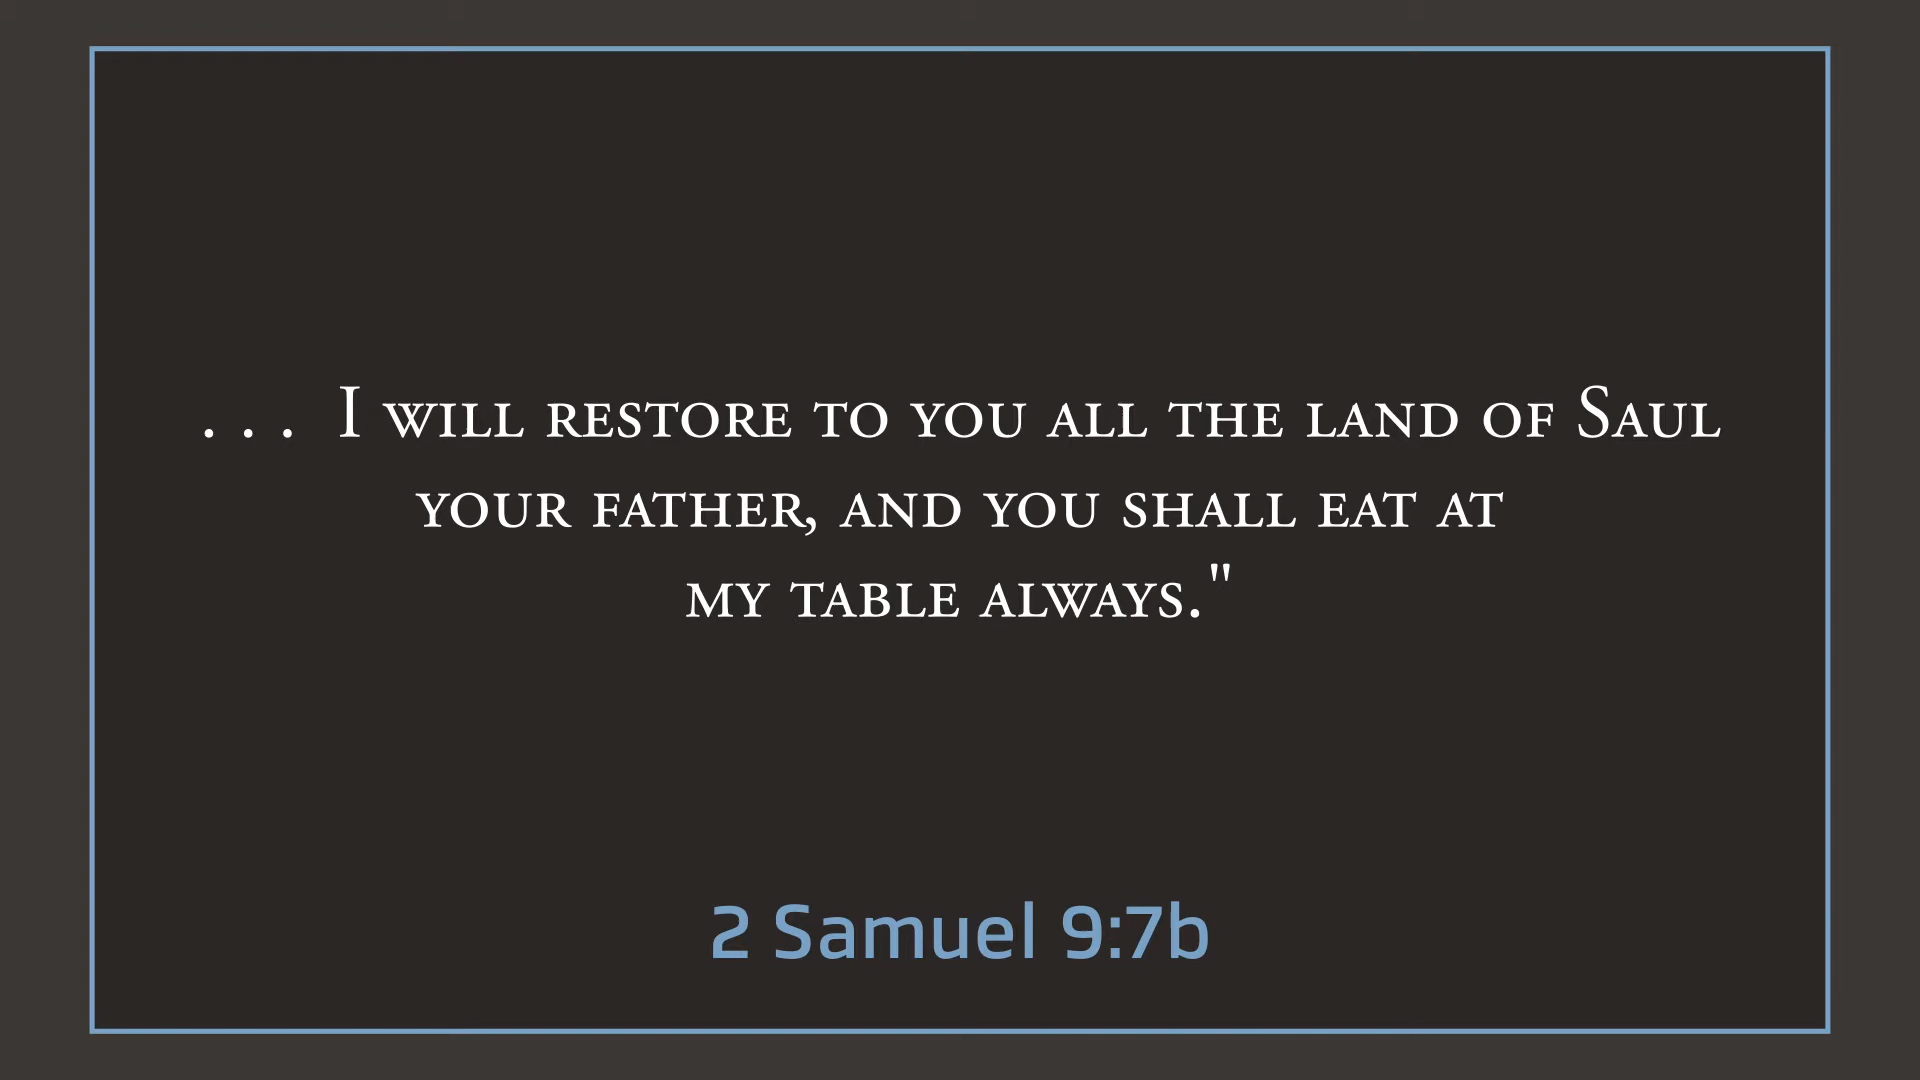 . . . I will restore to you all the land of Saul
your father, and you shall eat at
my table always."
2 Samuel 9:7b